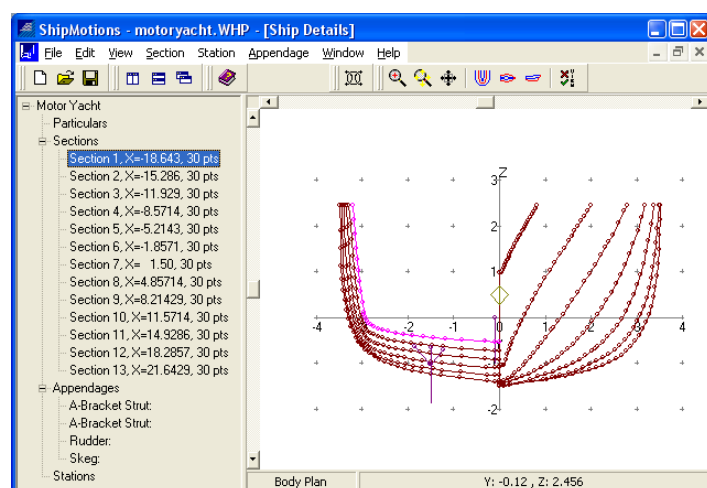 ShipMotions - motoryacht.WHP - [Ship Details]
File Edit View Section Station Appendage Window Help
Motor Yacht
Particulars
Sections
Section 1, X=-18.643, 30 pts
Section 2, X=-15.286, 30 pts
Section 3, X=-11.929, 30 pts
Section 4, X=-8.5714, 30 pts
Section 5, X=-5.2143, 30 pts
Section 6, X=-1.8571, 30 pts
Section 7, X= 1.50, 30 pts
Section 8, X=4.85714, 30 pts
Section 9, X=8.21429, 30 pts
Section 10, X=11.5714, 30 pts
Section 11, X=14.9286, 30 pts
Section 12, X=18.2857, 30 pts
Section 13, X=21.6429, 30 pts
Appendages
A-Bracket Strut:
A-Bracket Strut:
Rudder:
Skeg:
Stations
Z
3
2
1
-4 -3 -2 -1 0 1 2 3 4
-1
-2
Body Plan
Y: -0.12 , Z: 2.456